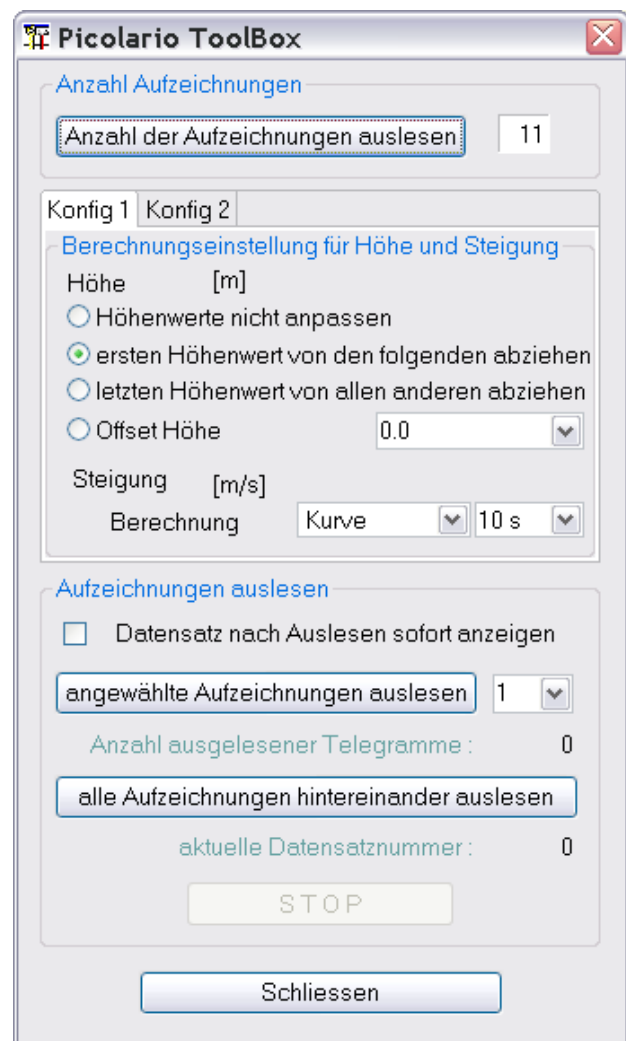 Picolario ToolBox
Anzahl Aufzeichnungen
Anzahl der Aufzeichnungen auslesen 11
Konfig 1 Konfig 2
Berechnungseinstellung für Höhe und Steigung
Höhe [m]
Höhenwerte nicht anpassen
ersten Höhenwert von den folgenden abziehen
letzten Höhenwert von allen anderen abziehen
Offset Höhe 0.0
Steigung [m/s]
Berechnung Kurve 10 s
Aufzeichnungen auslesen
Datensatz nach Auslesen sofort anzeigen
angewählte Aufzeichnungen auslesen 1
Anzahl ausgelesener Telegramme : 0
alle Aufzeichnungen hintereinander auslesen
aktuelle Datensatznummer : 0
STOP
Schliessen